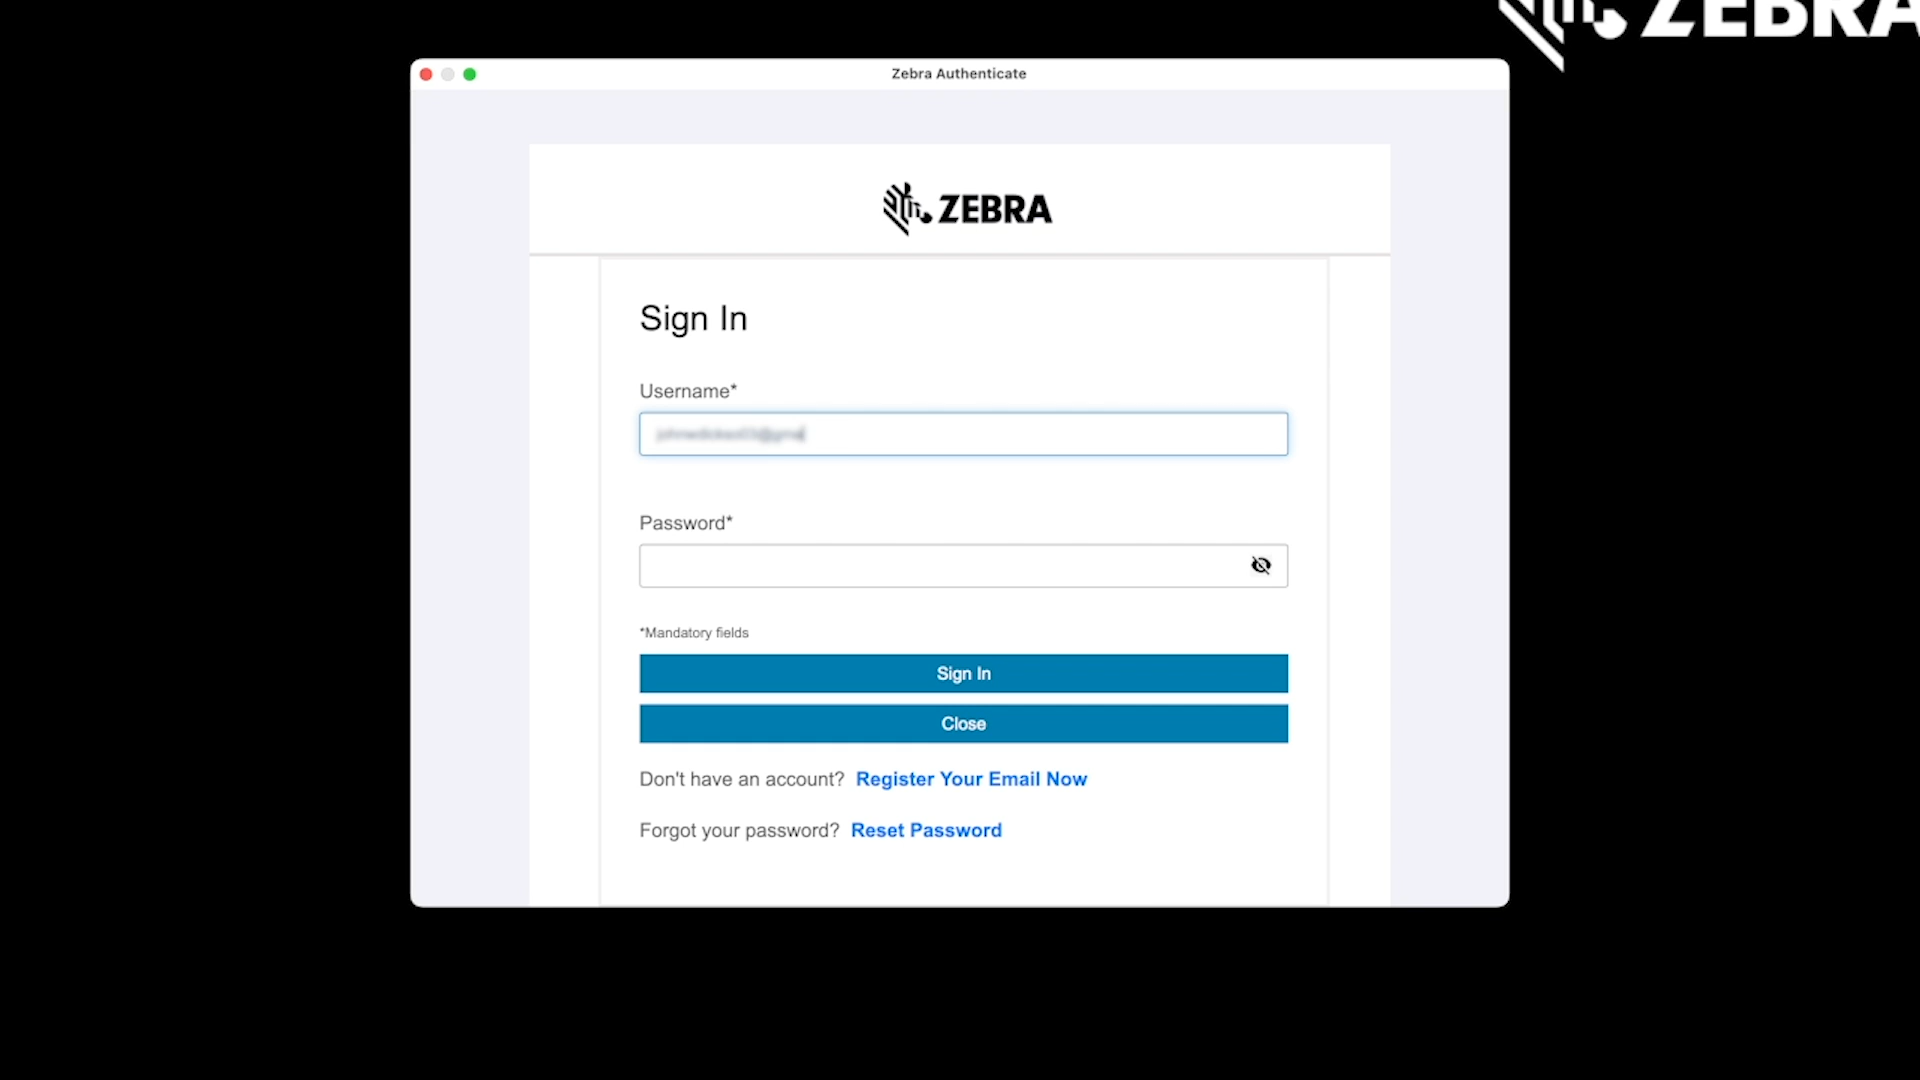 ZEBRA
Zebra Authenticate
ZEBRA
Sign In
Username*
Password*
*Mandatory fields
Sign In
Close
Don't have an account? Register Your Email Now
Forgot your password? Reset Password